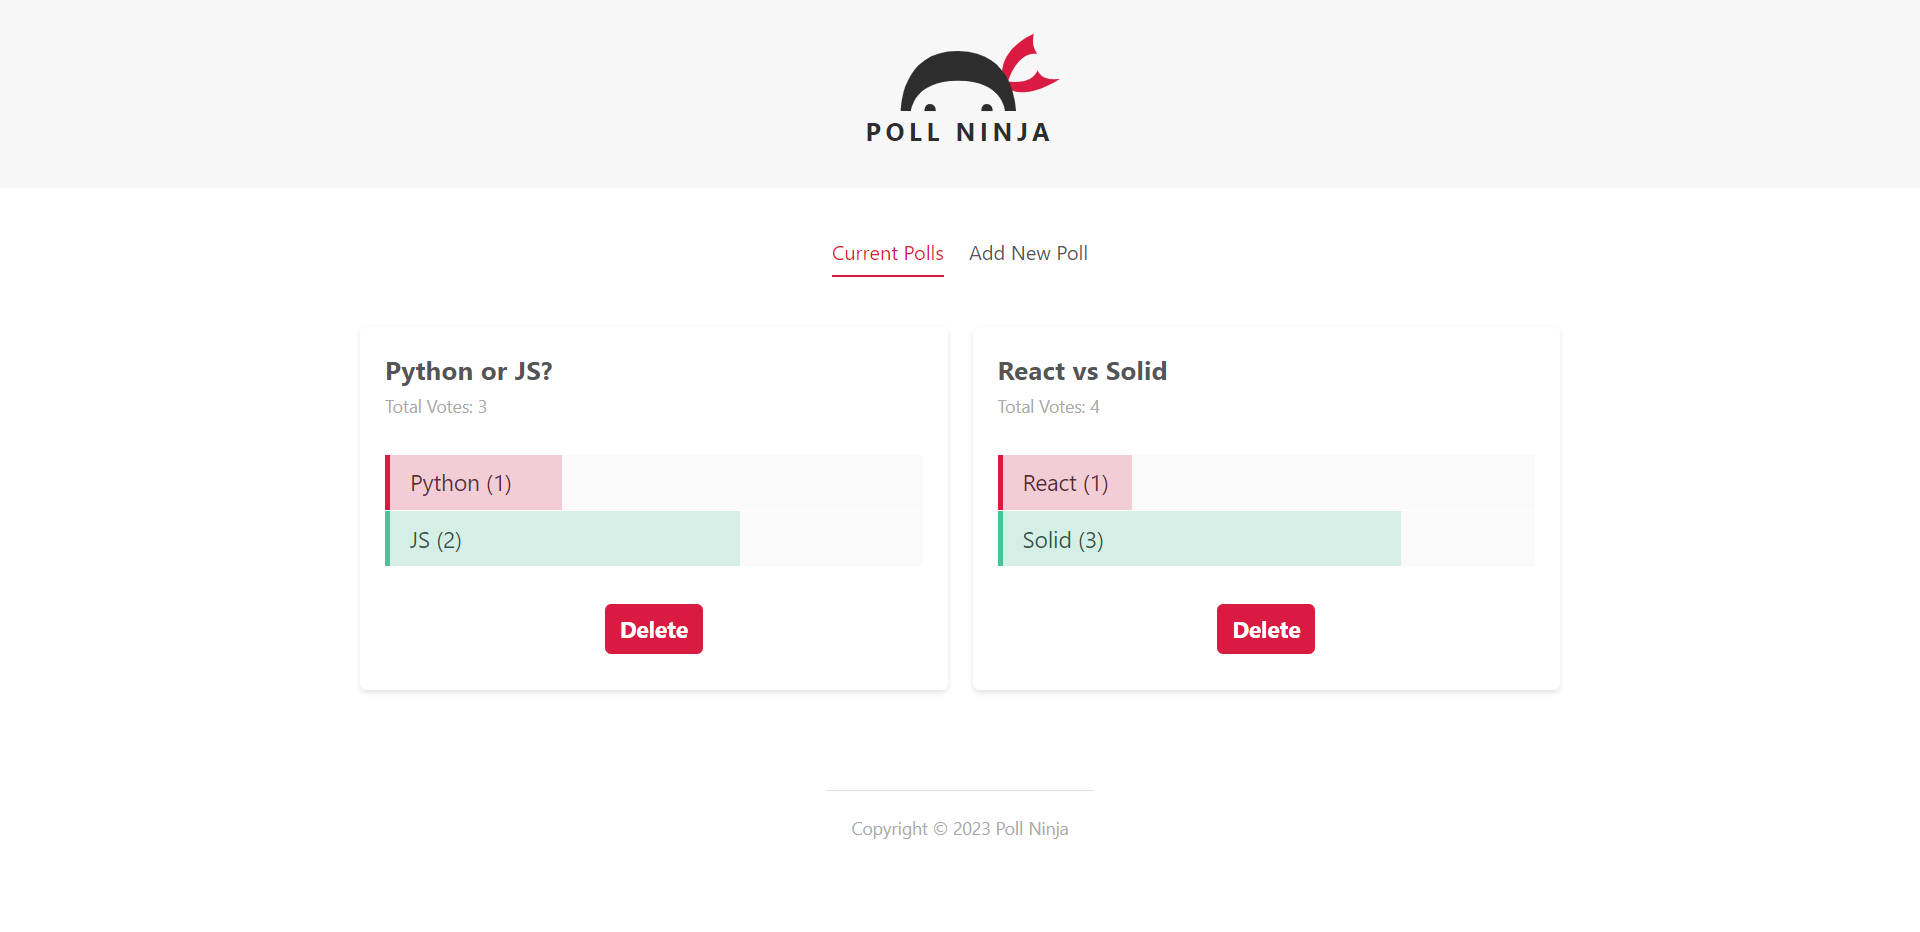 POLL NINJA
Current Polls
Add New Poll
Python or JS?
Total Votes: 3
Python (1)
JS (2)
Delete
React vs Solid
Total Votes: 4
React (1)
Solid (3)
Delete
Copyright © 2023 Poll Ninja